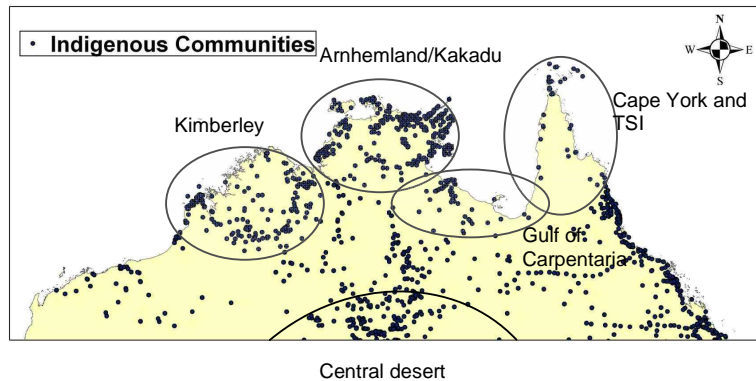 • Indigenous Communities
Arnhemland/Kakadu
Kimberley
Cape York and
TSI
Gulf of
Carpentaria
Central desert
N
W
E
S